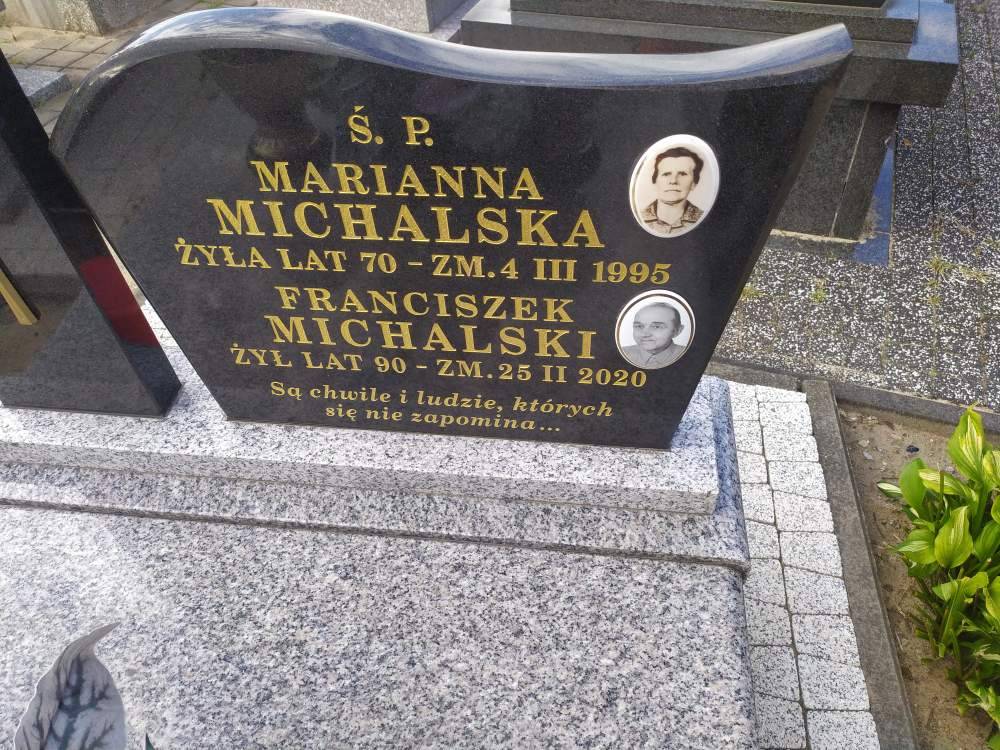 Ś. P.
MARIANNA
MICHALSKA
ŻYŁA LAT 70 - ZM. 4 III 1995
FRANCISZEK
MICHALSKI
ŻYŁ LAT 90 - ZM. 25 II 2020
Są chwile i ludzie, których
się nie zapomina...